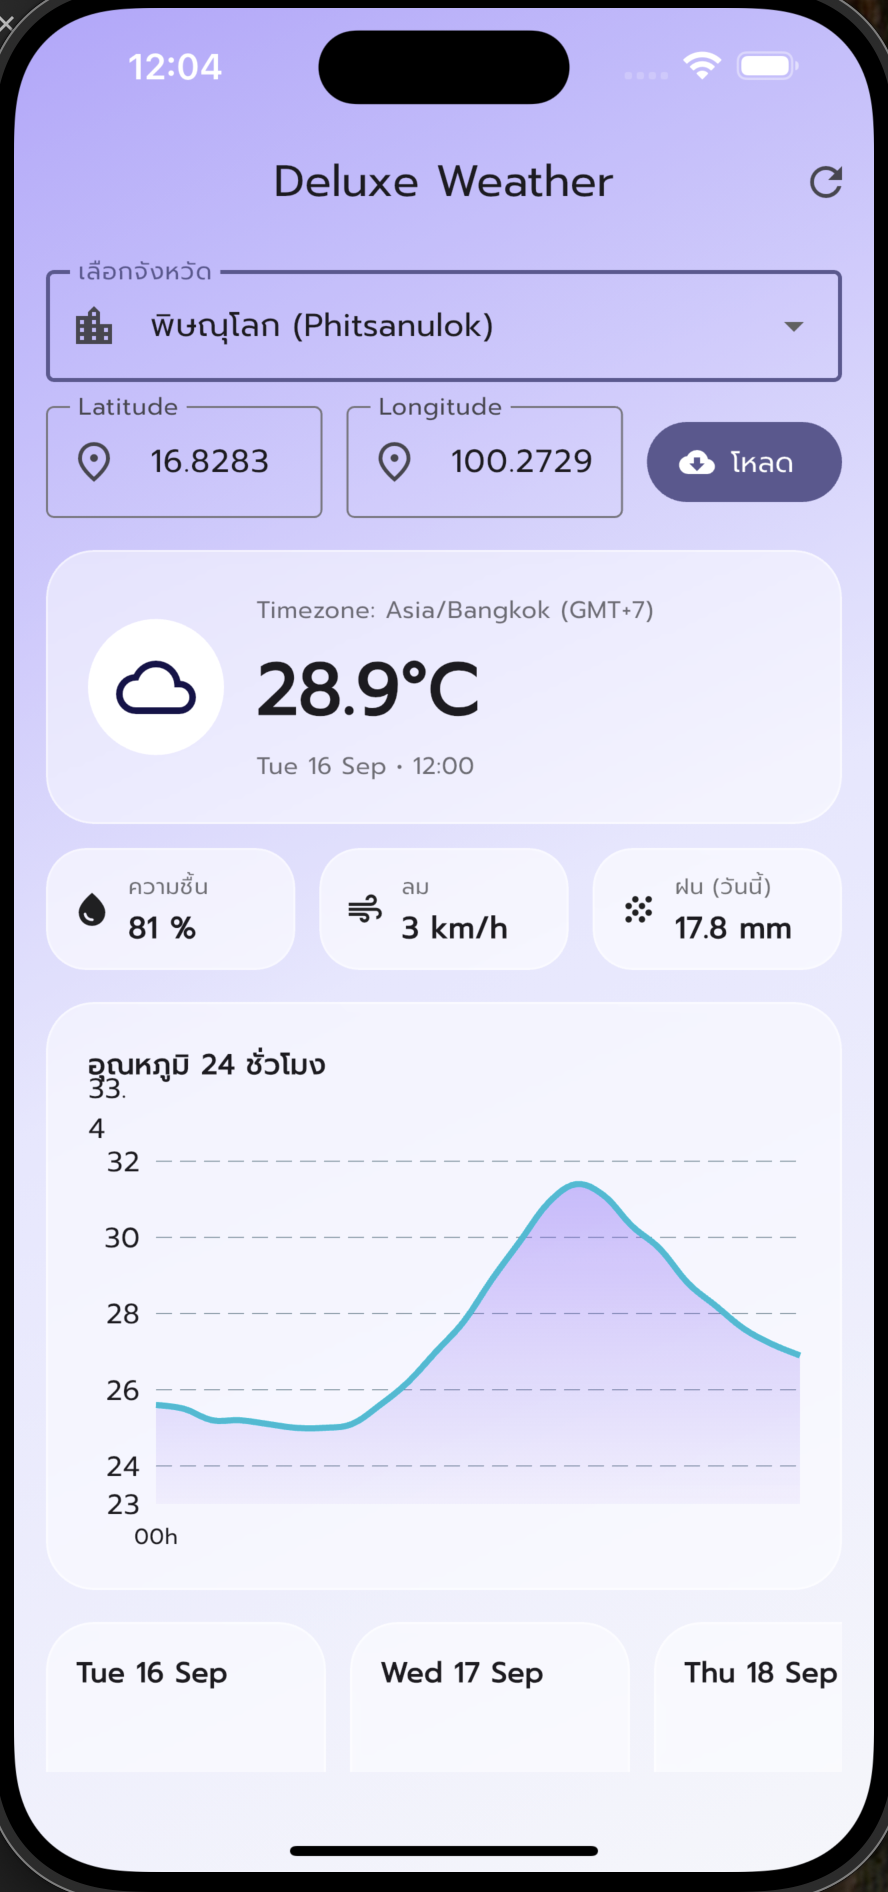 12:04
Deluxe Weather
เลือกจังหวัด
พิษณุโลก (Phitsanulok)
Latitude
Longitude
16.8283
100.2729
โหลด
Timezone: Asia/Bangkok (GMT+7)
28.9°C
Tue 16 Sep • 12:00
ความชื้น
81 %
ลม
3 km/h
ฝน (วันนี้)
17.8 mm
อุณหภูมิ 24 ชั่วโมง
33.
4
32
30
28
26
24
23
00h
Tue 16 Sep
Wed 17 Sep
Thu 18 Sep